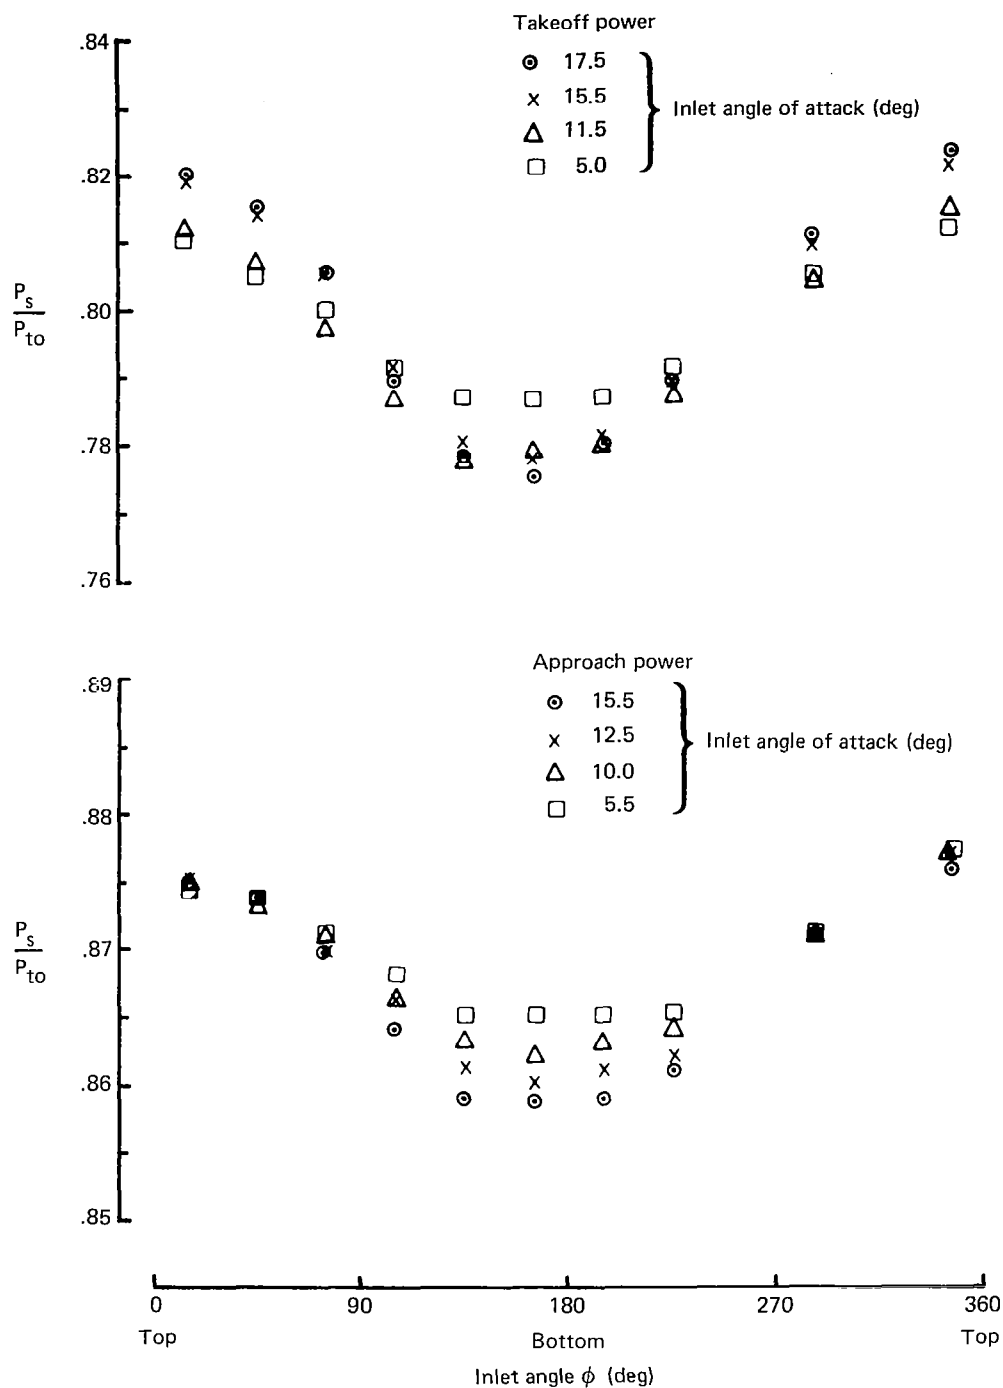 Takeoff power
17.5
15.5
11.5
5.0
Inlet angle of attack (deg)
.84
.82
.80
.78
.76
Ps
Pto
Approach power
15.5
12.5
10.0
5.5
Inlet angle of attack (deg)
.89
.88
.87
.86
.85
Ps
Pto
0 90 180 270 360
Top Bottom Top
Inlet angle ϕ (deg)